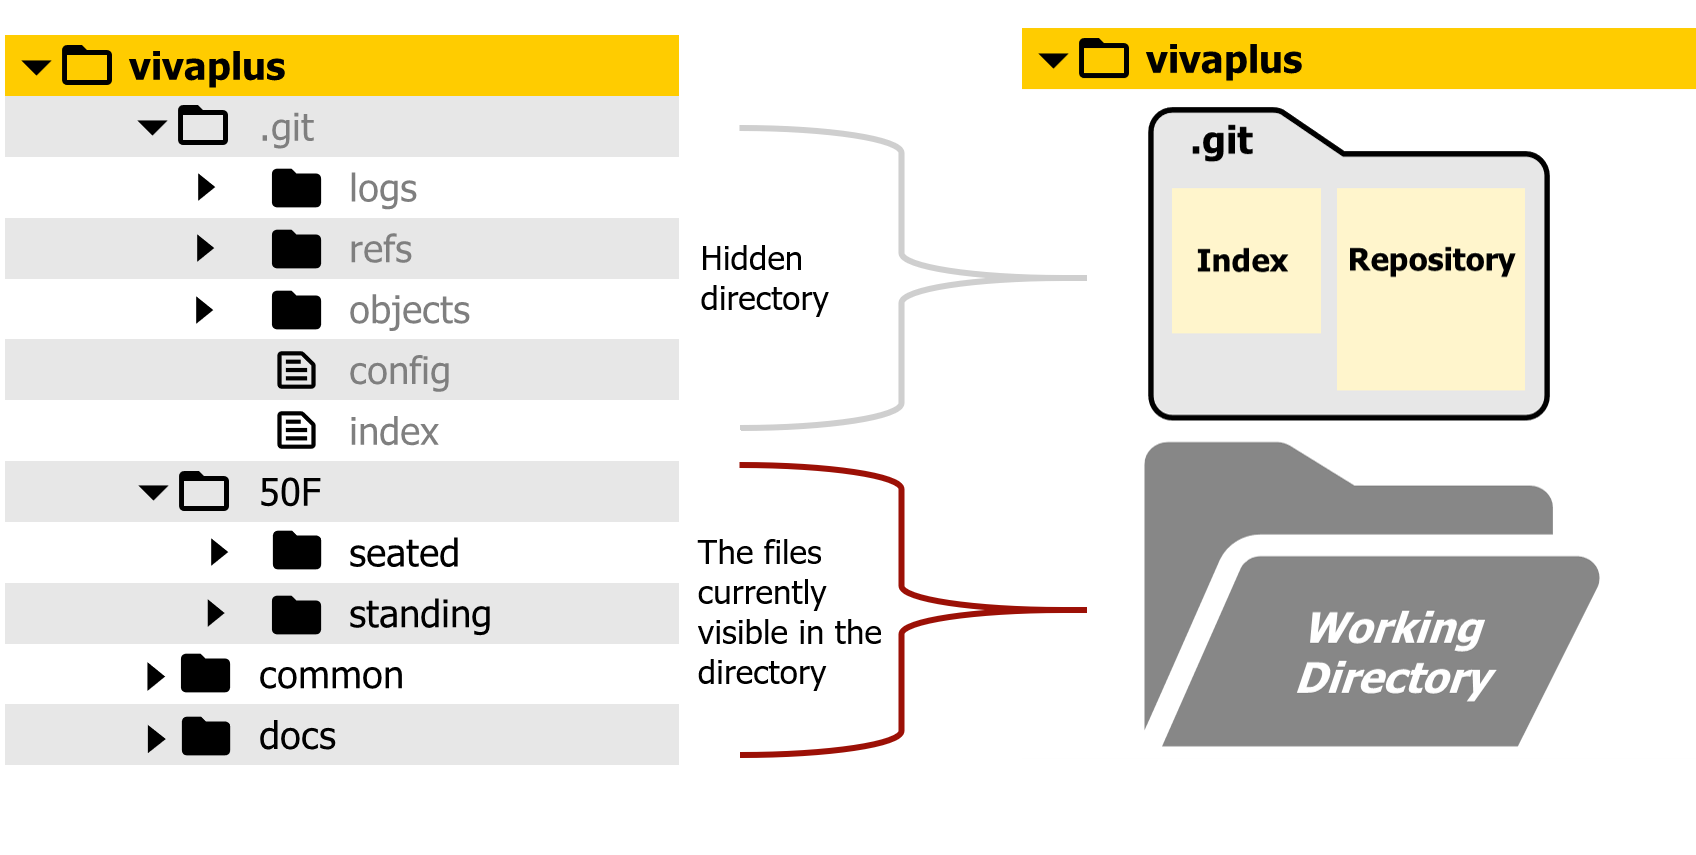 vivaplus
.git
logs
refs
objects
config
index
50F
seated
standing
common
docs
Hidden
directory
The files
currently
visible in the
directory
vivaplus
.git
Index
Repository
Working
Directory